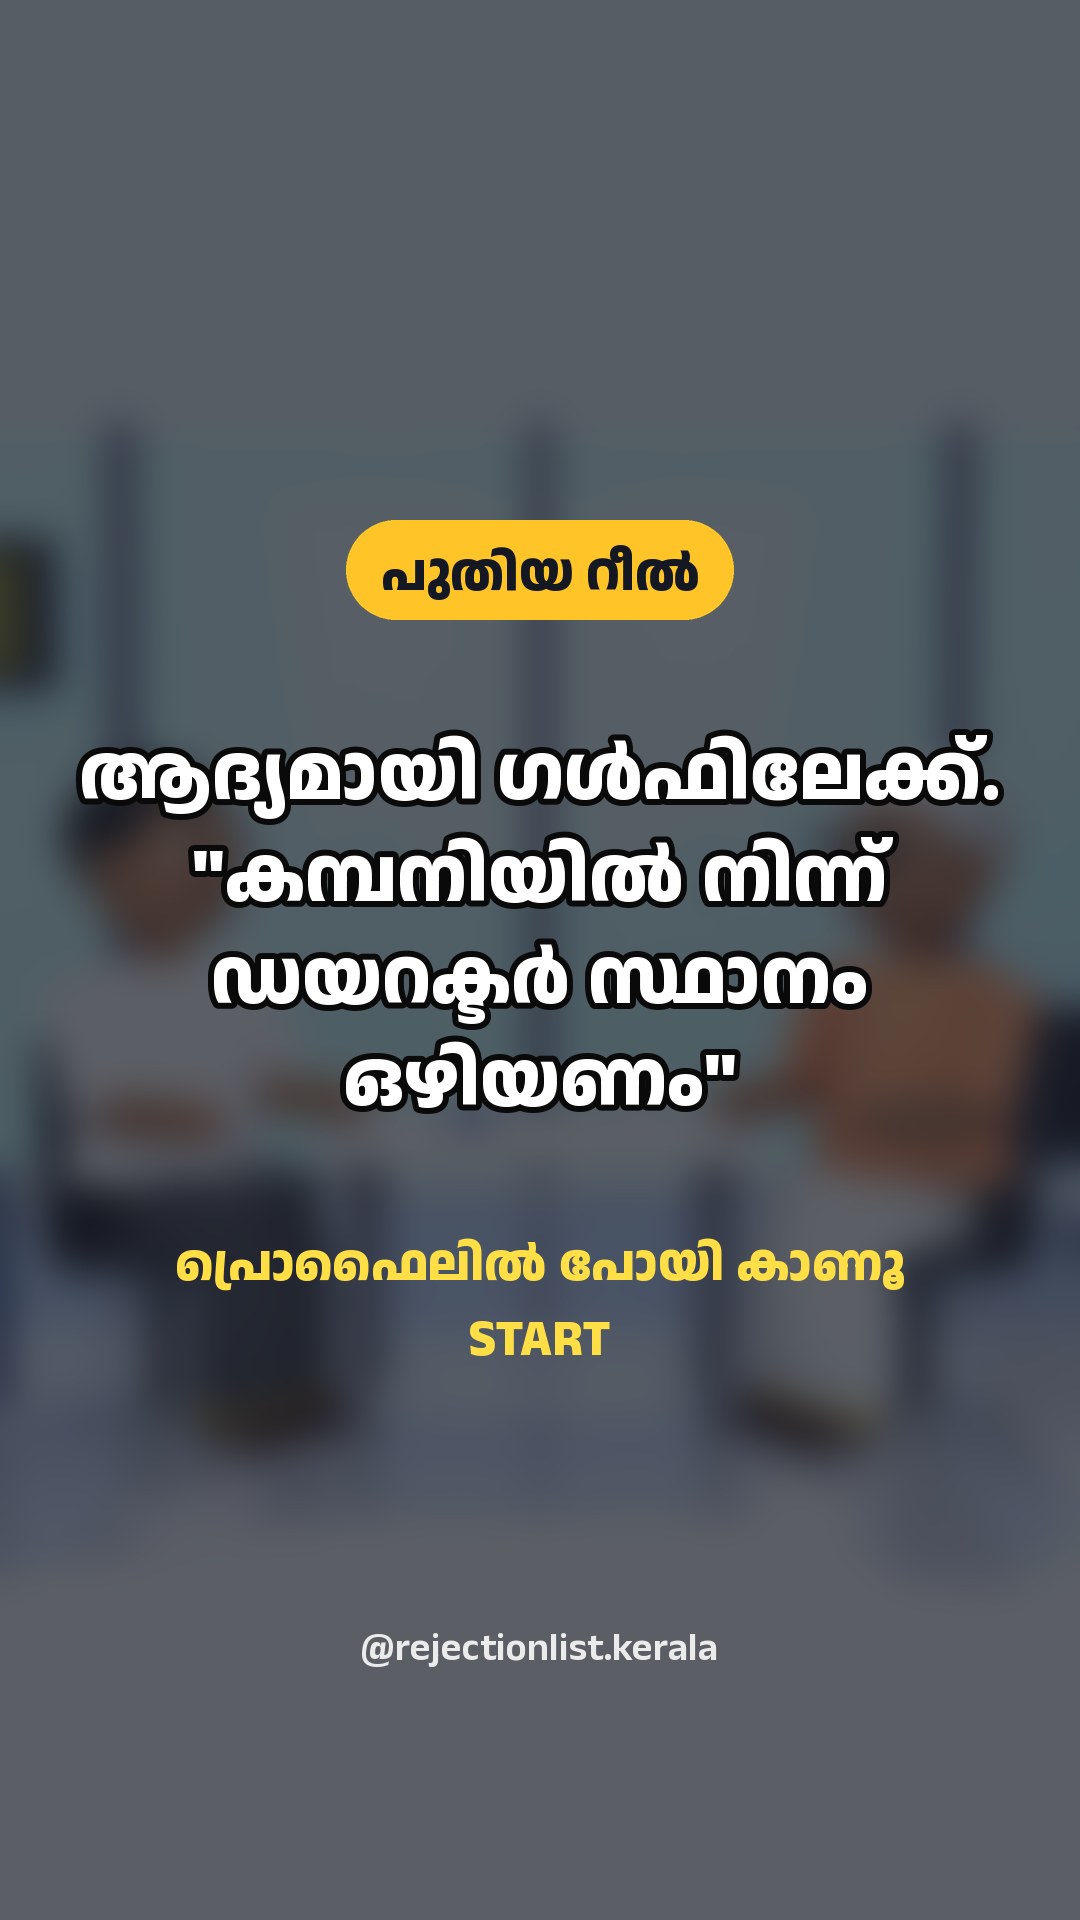 പുതിയ റീൽ
ആദ്യമായി ഗൾഫിലേക്ക്.
"കമ്പനിയിൽ നിന്ന്
ഡയറക്ടർ സ്ഥാനം
ഒഴിയണം"
പ്രൊഫൈലിൽ പോയി കാണൂ
START
@rejectionlist.kerala